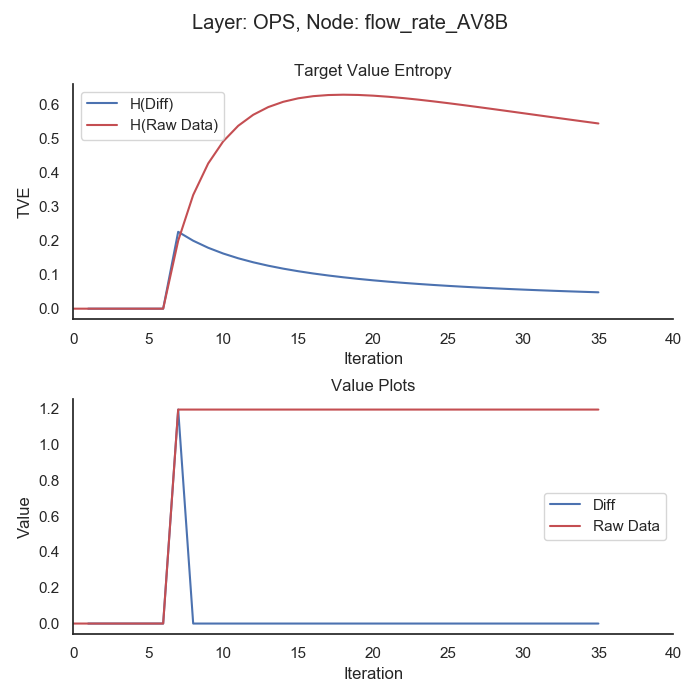 Layer: OPS, Node: flow_rate_AV8B
Target Value Entropy
H(Diff)
H(Raw Data)
TVE
0.6
0.5
0.4
0.3
0.2
0.1
0.0
0 5 10 15 20 25 30 35 40
Iteration
Value Plots
Diff
Raw Data
Value
1.2
1.0
0.8
0.6
0.4
0.2
0.0
0 5 10 15 20 25 30 35 40
Iteration